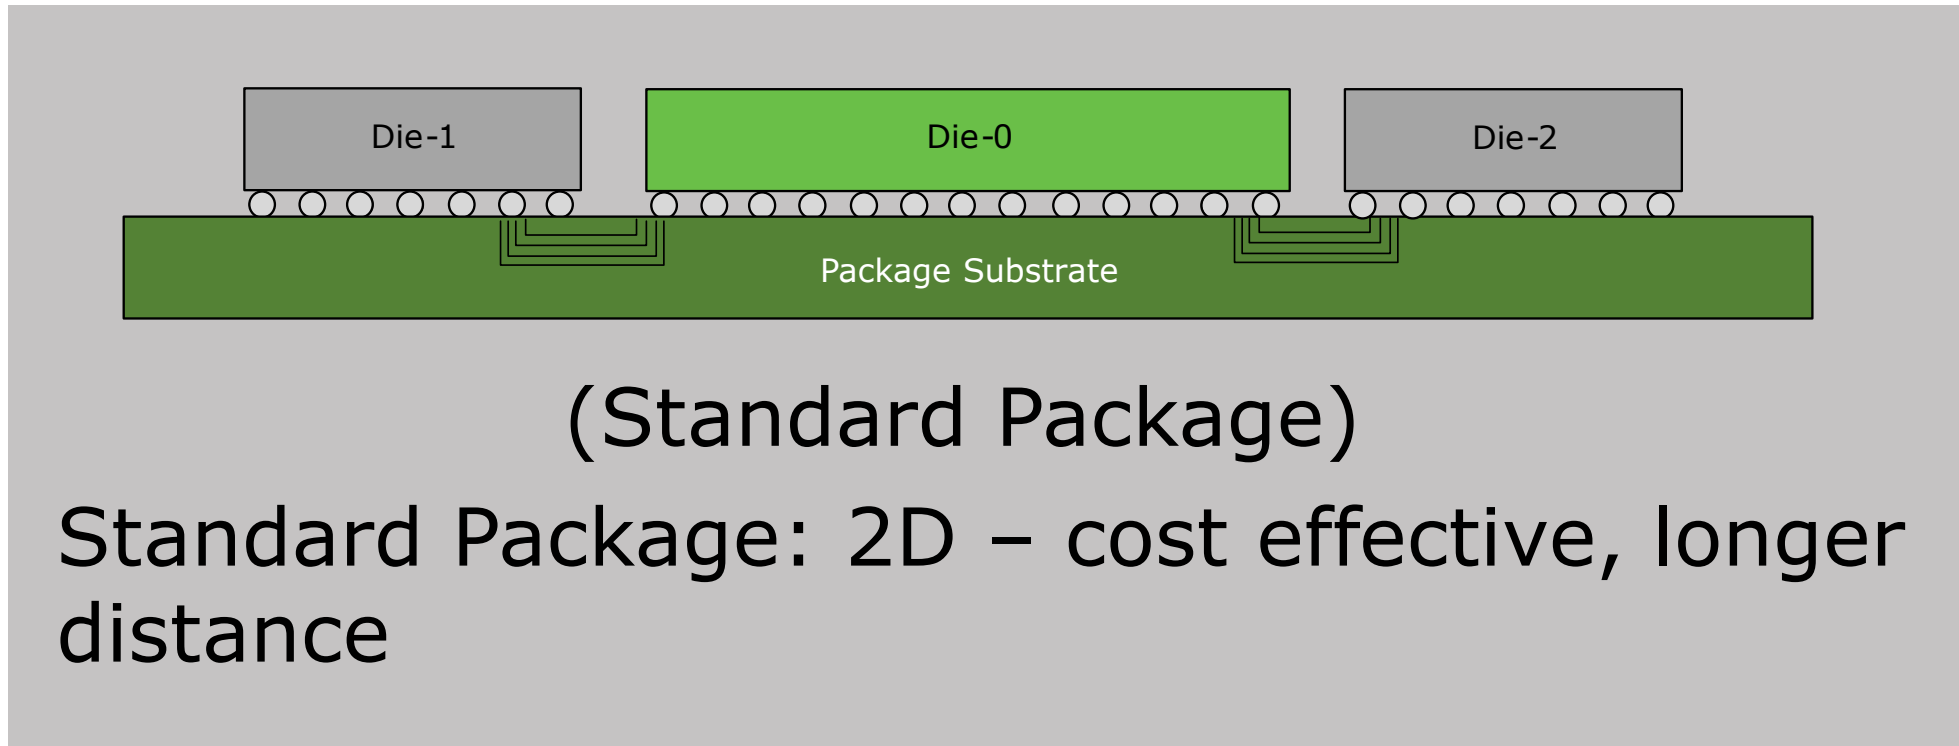 Die-1 Die-0 Die-2
Package Substrate
(Standard Package)
Standard Package: 2D – cost effective, longer
distance